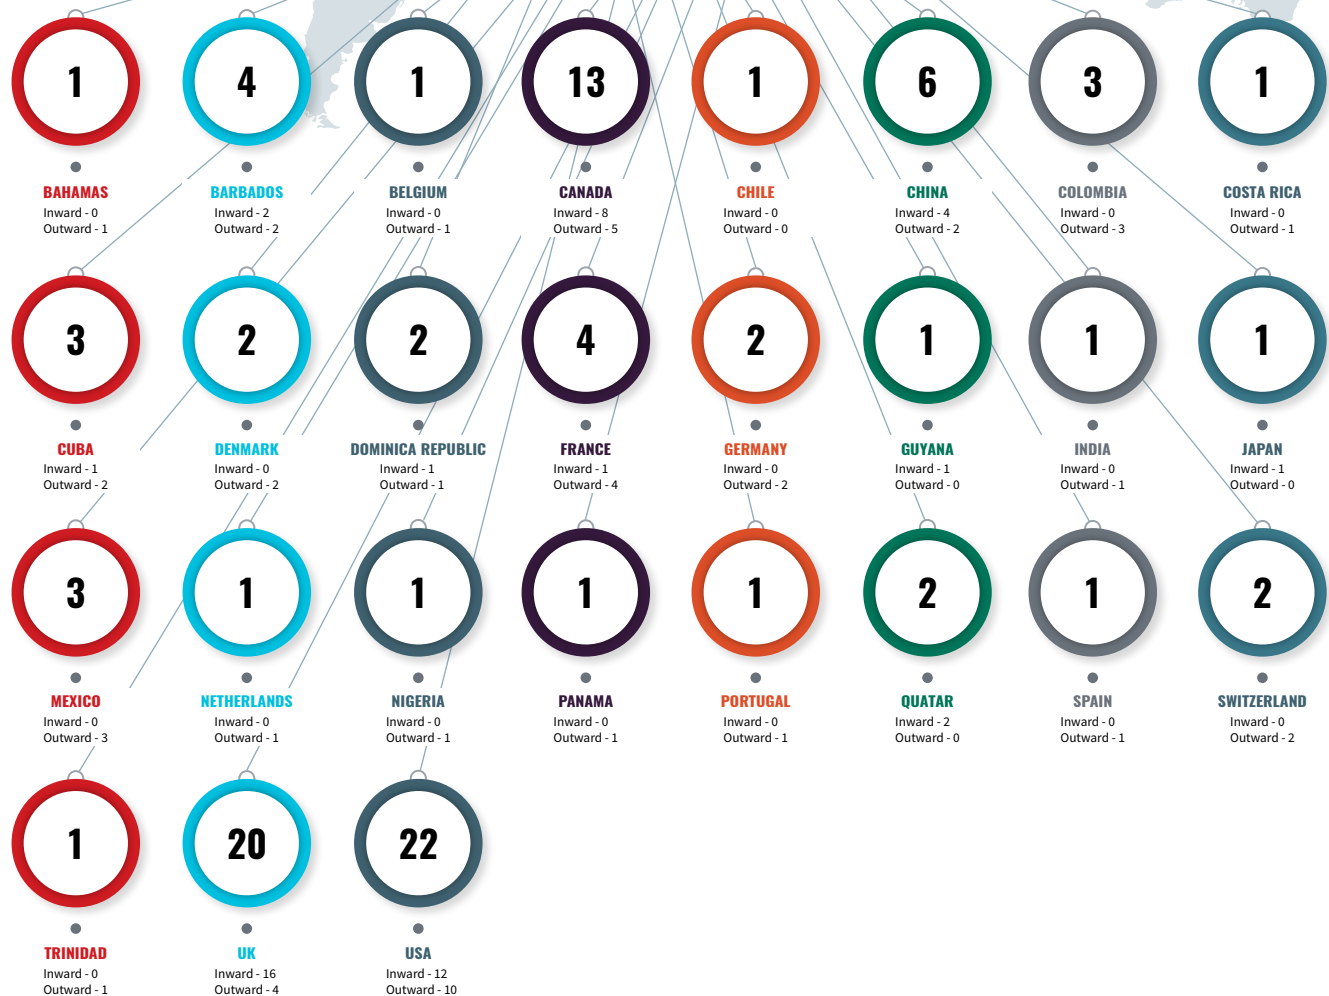 1
4
1
13
1
6
3
1
BAHAMAS
Inward - 0
Outward - 1
BARBADOS
Inward - 2
Outward - 2
BELGIUM
Inward - 0
Outward - 1
CANADA
Inward - 8
Outward - 5
CHILE
Inward - 0
Outward - 0
CHINA
Inward - 4
Outward - 2
COLOMBIA
Inward - 0
Outward - 3
COSTA RICA
Inward - 0
Outward - 1
3
2
2
4
2
1
1
1
CUBA
Inward - 1
Outward - 2
DENMARK
Inward - 0
Outward - 2
DOMINICA REPUBLIC
Inward - 1
Outward - 1
FRANCE
Inward - 1
Outward - 4
GERMANY
Inward - 0
Outward - 2
GUYANA
Inward - 1
Outward - 0
INDIA
Inward - 0
Outward - 1
JAPAN
Inward - 1
Outward - 0
3
1
1
1
1
2
1
2
MEXICO
Inward - 0
Outward - 3
NETHERLANDS
Inward - 0
Outward - 1
NIGERIA
Inward - 0
Outward - 1
PANAMA
Inward - 0
Outward - 1
PORTUGAL
Inward - 0
Outward - 1
QUATAR
Inward - 2
Outward - 0
SPAIN
Inward - 0
Outward - 1
SWITZERLAND
Inward - 0
Outward - 2
1
20
22
TRINIDAD
Inward - 0
Outward - 1
UK
Inward - 16
Outward - 4
USA
Inward - 12
Outward - 10